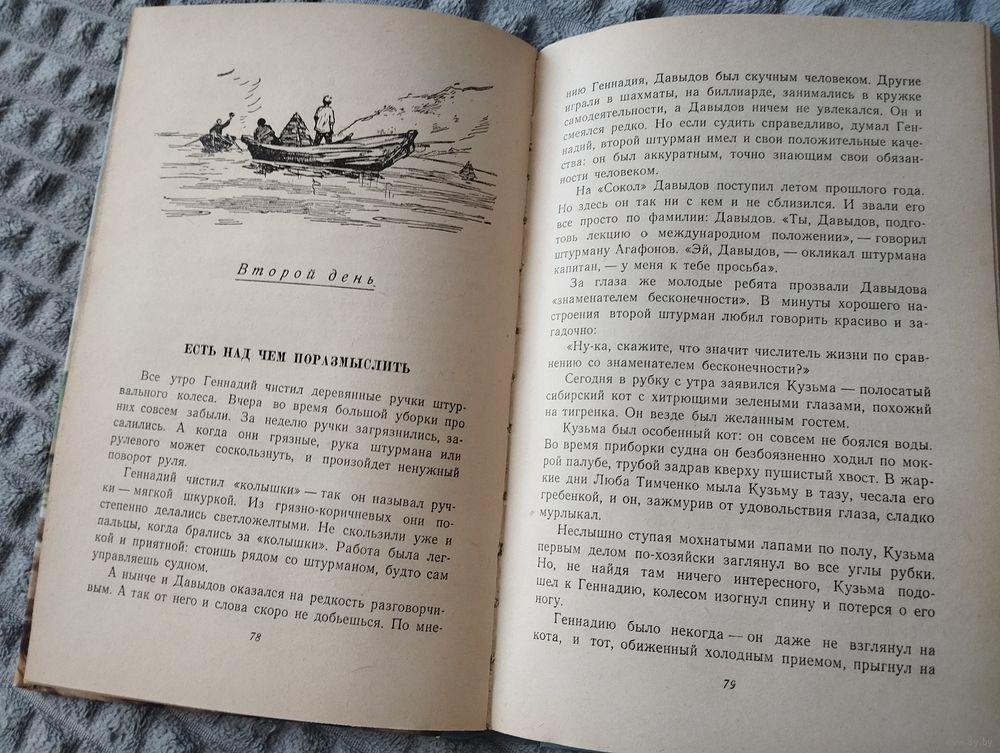 Второй день
ЕСТЬ НАД ЧЕМ ПОРАЗМЫСЛИТЬ
Все утро Геннадий чистил деревянные ручки штур-
вального колеса. Вчера во время большой уборки про
них совсем забыли. За неделю ручки загрязнились, за-
салились. А когда они грязные, рука штурмана или
рулевого может соскользнуть, и произойдет ненужный
поворот руля.
Геннадий чистил «колышки» — так он называл руч-
ки — мягкой шкуркой. Из грязно-коричневых они по-
степенно делались светложелтыми. Не скользили уже и
пальцы, когда брались за «колышки». Работа была лег-
кой и приятной: стоишь рядом со штурманом, будто сам
управляешь судном.
А нынче и Давыдов оказался на редкость разговорчи-
вым. А так от него и слова скоро не добьешься. По мне-
78
нию Геннадия, Давыдов был скучным человеком. Другие
играли в шахматы, на биллиарде, занимались в кружке
самодеятельности, а Давыдов ничем не увлекался. Он и
смеялся редко. Но если судить справедливо, думал Ген-
надий, второй штурман имел и свои положительные каче-
ства: он был аккуратным, точно знающим свои обязан-
ности человеком.
На «Сокол» Давыдов поступил летом прошлого года.
Но здесь он так ни с кем и не сблизился. И звали его
все просто по фамилии: Давыдов. «Ты, Давыдов, подго-
товь лекцию о международном положении», — говорил
штурману Агафонов. «Эй, Давыдов, — окликал штурмана
капитан, — у меня к тебе просьба».
За глаза же молодые ребята прозвали Давыдова
«знаменателем бесконечности». В минуты хорошего на-
строения второй штурман любил говорить красиво и за-
гадочно:
«Ну-ка, скажите, что значит числитель жизни по срав-
нению со знаменателем бесконечности?»
Сегодня в рубку с утра заявился Кузьма — полосатый
сибирский кот с хитрющими зелеными глазами, похожий
на тигренка. Он везде был желанным гостем.
Кузьма был особенный кот: он совсем не боялся воды.
Во время приборки судна он безбоязненно ходил по мок-
рой палубе, трубой задрав кверху пушистый хвост. В жар-
кие дни Люба Тимченко мыла Кузьму в тазу, чесала его
гребенкой, и он, зажмурив от удовольствия глаза, сладко
мурлыкал.
Неслышно ступая мохнатыми лапами по полу, Кузьма
первым делом по-хозяйски заглянул во все углы рубки.
Но, не найдя там ничего интересного, Кузьма подо-
шел к Геннадию, колесом изогнул спину и потерся о его
ногу.
Геннадию было некогда — он даже не взглянул на
кота, и тот, обиженный холодным приемом, прыгнул на
79